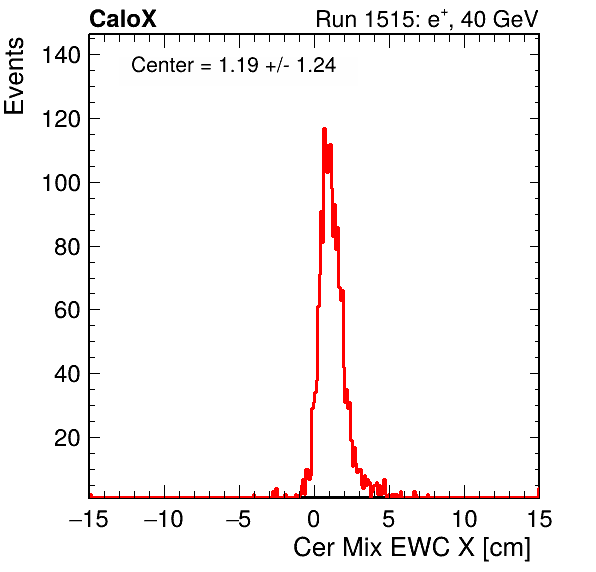 CaloX
Run 1515: e+, 40 GeV
Events
Center = 1.19 +/- 1.24
140
120
100
80
60
40
20
−15 −10 −5 0 5 10 15
Cer Mix EWC X [cm]